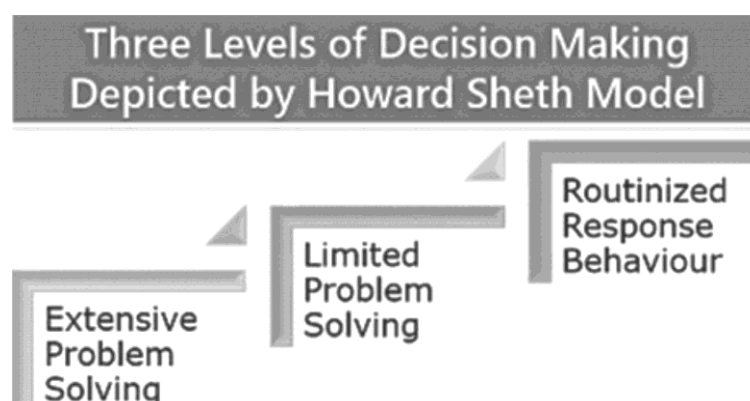 Three Levels of Decision Making
Depicted by Howard Sheth Model
Extensive
Problem
Solving
Limited
Problem
Solving
Routinized
Response
Behaviour